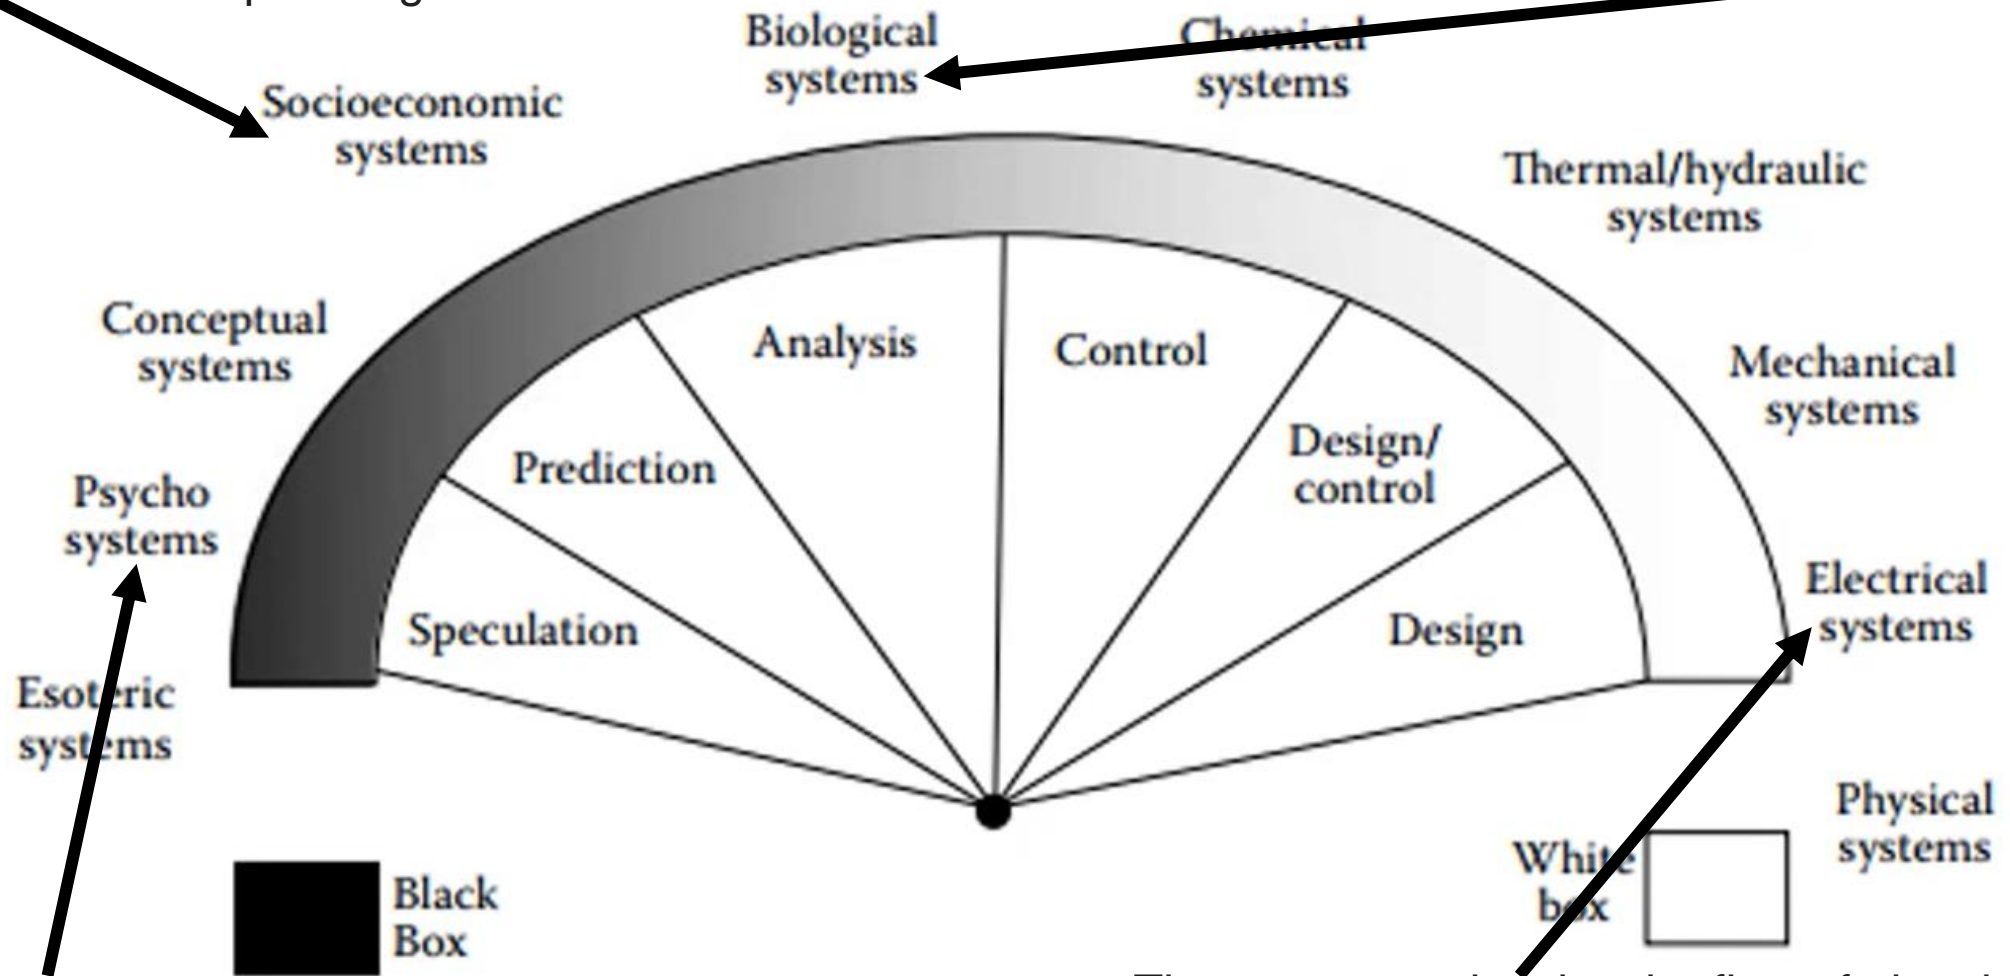 Biological
systems
Chemical
systems
Socioeconomic
systems
Thermal/hydraulic
systems
Conceptual
systems
Analysis
Control
Mechanical
systems
Prediction
Design/
control
Psycho
systems
Speculation
Design
Electrical
systems
Esoteric
systems
Physical
systems
White
box
Black
Box